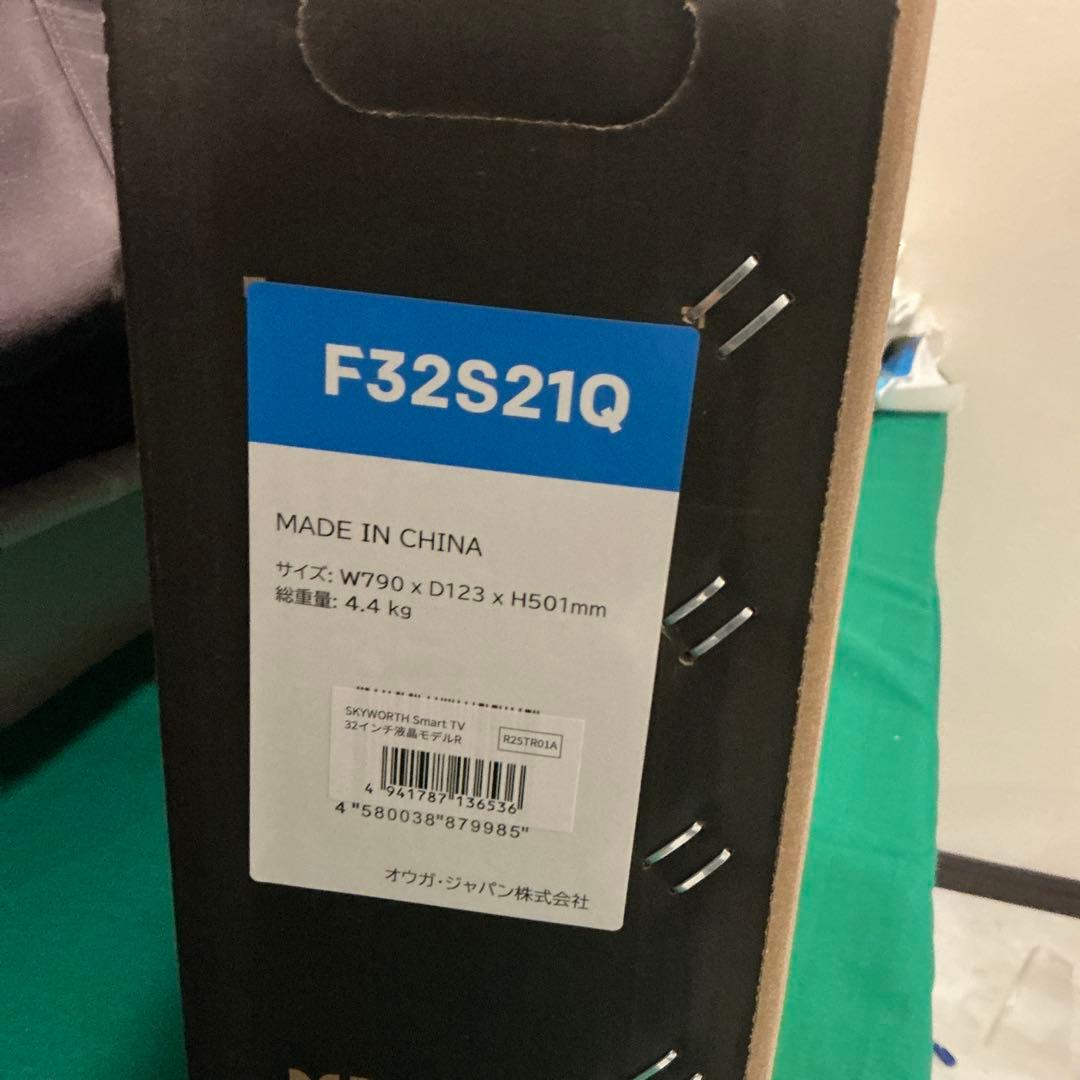 F32S21Q
MADE IN CHINA
サイズ: W790 x D123 x H501mm
総重量: 4.4 kg
SKYWORTH Smart TV
32インチ液晶モデルR
R25TR01A
4 941787 136536
4"580038"879985"
オウガ・ジャパン株式会社